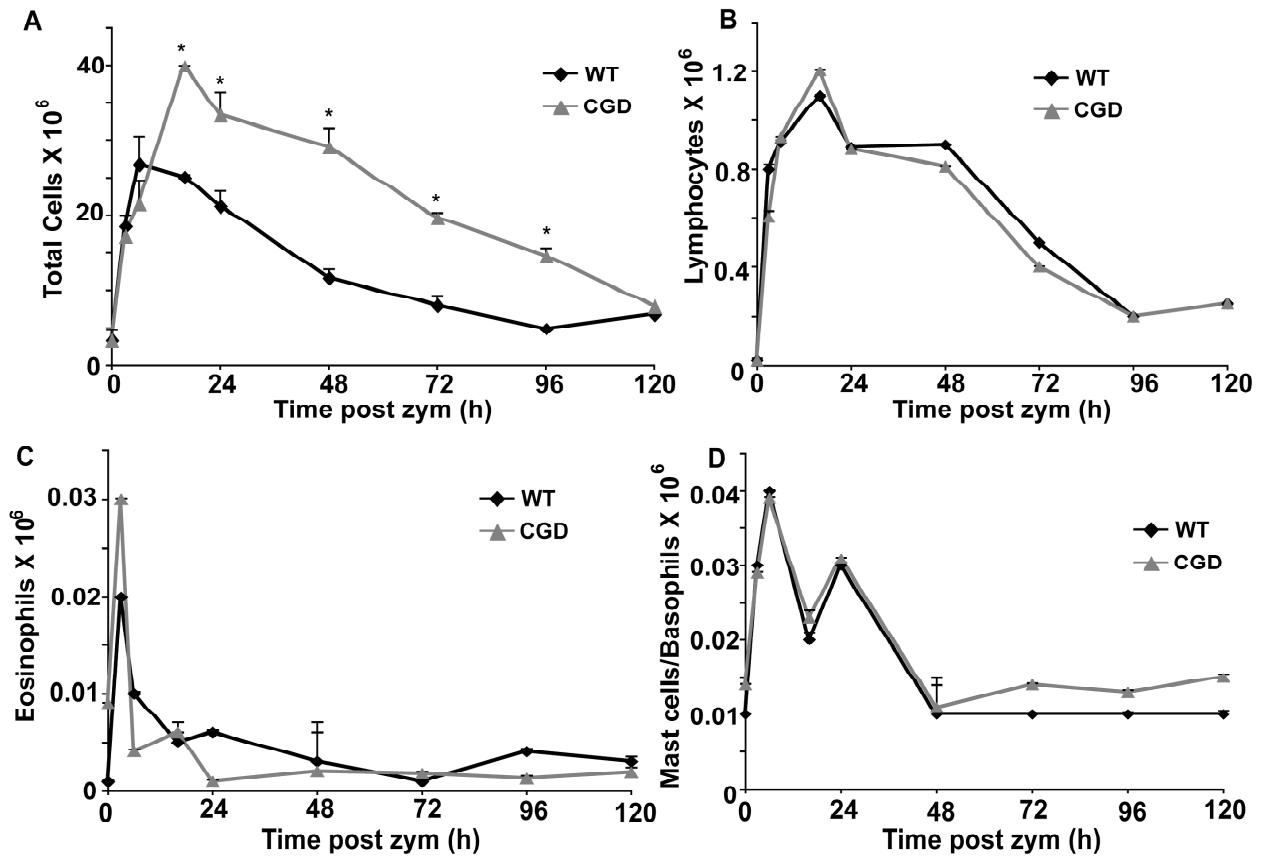 A
Total Cells X 10^6
40
20
0
* * * * *
WT
CGD
0 24 48 72 96 120
Time post zym (h)
B
Lymphocytes X 10^6
1.2
0.8
0.4
0
WT
CGD
0 24 48 72 96 120
Time post zym (h)
C
Eosinophils X 10^6
0.03
0.02
0.01
0
WT
CGD
0 24 48 72 96 120
Time post zym (h)
D
Mast cells/Basophils X 10^6
0.04
0.03
0.02
0.01
0
WT
CGD
0 24 48 72 96 120
Time post zym (h)